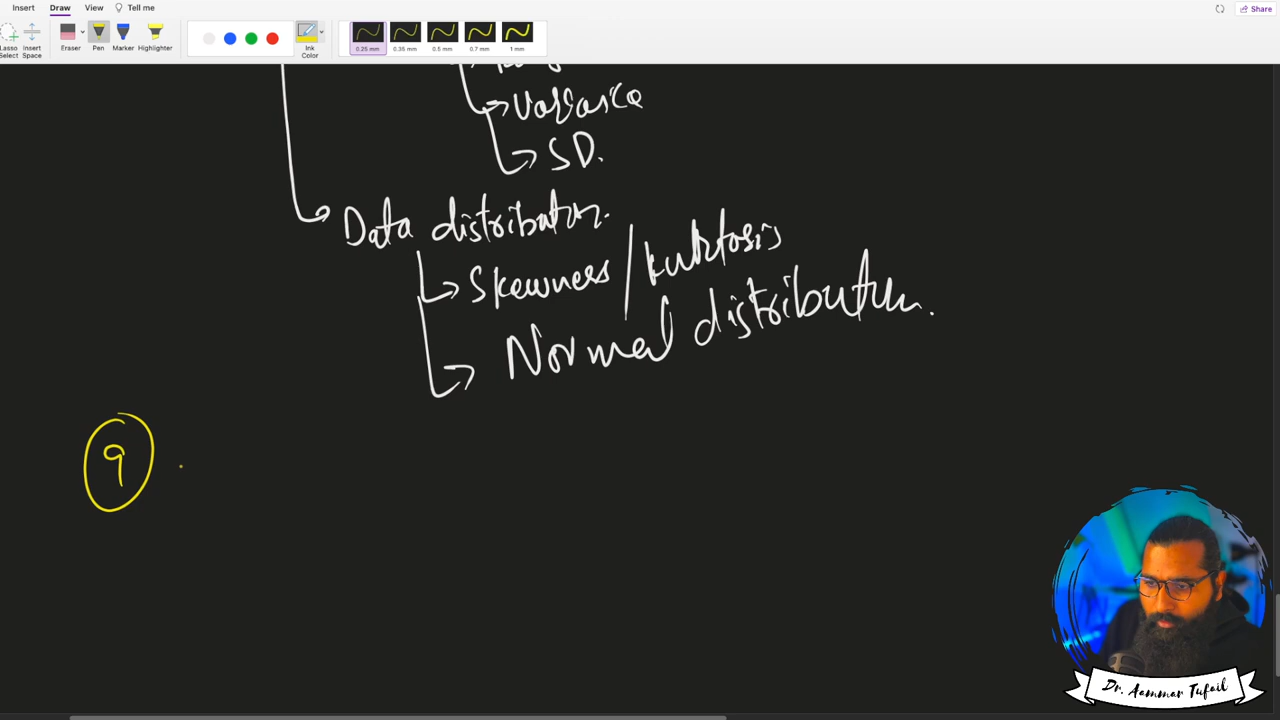 Insert Draw View Tell me
Share
Lasso Select
Insert Space
Eraser
Pen
Marker
Highlighter
Ink Color
0.25 mm
0.35 mm
0.5 mm
0.7 mm
1 mm
→ Variance
→ SD.
→ Data distribution.
→ Skewness / kurtosis
→ Normal distribution.
9
Dr. Aammar Tufail